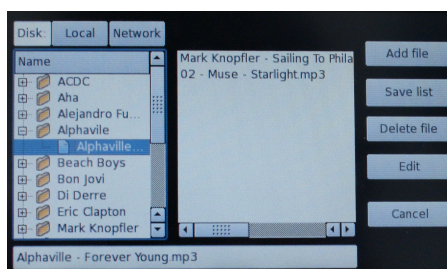 Disk: Local Network
Name
ACDC
Aha
Alejandro Fu...
Alphavile
Alphaville...
Beach Boys
Bon Jovi
Di Derre
Eric Clapton
Mark Knopfler
Mark Knopfler - Sailing To Phila
02 - Muse - Starlight.mp3
Add file
Save list
Delete file
Edit
Cancel
Alphaville - Forever Young.mp3